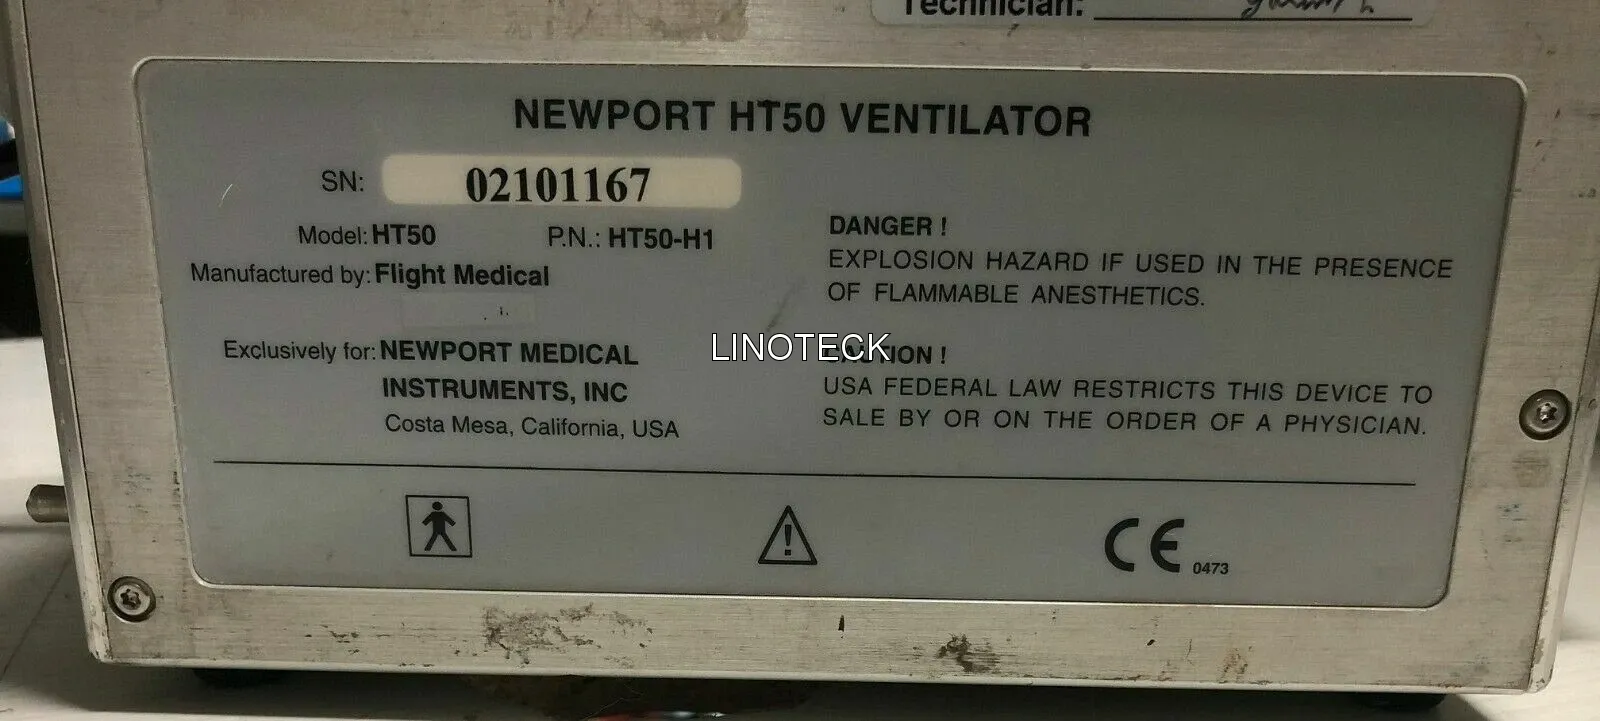 Technician:
NEWPORT HT50 VENTILATOR
SN: 02101167
Model: HT50 P.N.: HT50-H1
Manufactured by: Flight Medical
Exclusively for: NEWPORT MEDICAL
INSTRUMENTS, INC
Costa Mesa, California, USA
DANGER !
EXPLOSION HAZARD IF USED IN THE PRESENCE
OF FLAMMABLE ANESTHETICS.
LINOTECK
CAUTION !
USA FEDERAL LAW RESTRICTS THIS DEVICE TO
SALE BY OR ON THE ORDER OF A PHYSICIAN.
CE 0473